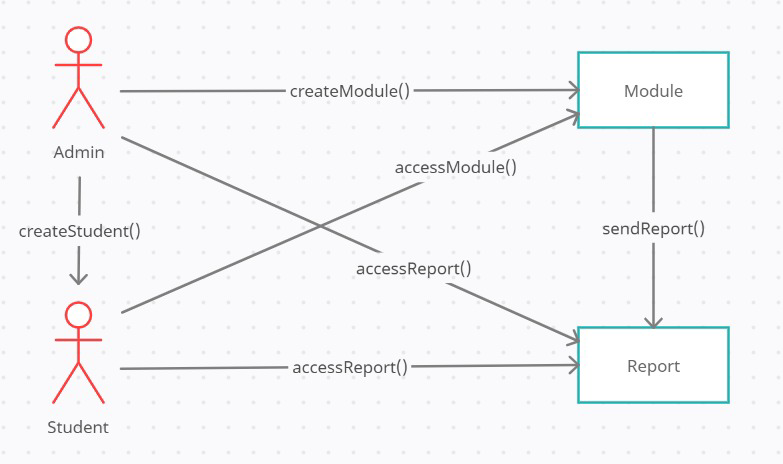 createModule()
Module
Admin
accessModule()
createStudent()
sendReport()
accessReport()
accessReport()
Report
Student